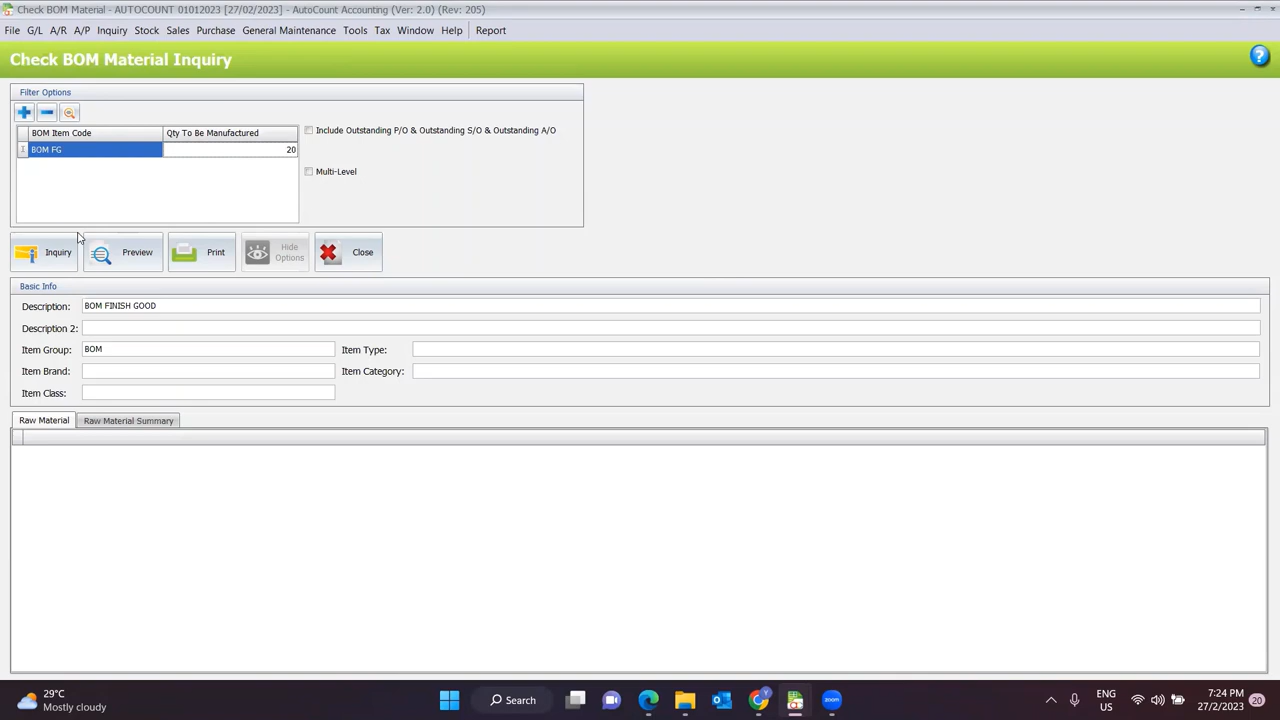 Check BOM Material - AUTOCOUNT 01012023 [27/02/2023] - AutoCount Accounting (Ver: 2.0) (Rev: 205)
File G/L A/R A/P Inquiry Stock Sales Purchase General Maintenance Tools Tax Window Help Report
Check BOM Material Inquiry
Filter Options
BOM Item Code Qty To Be Manufactured
BOM FG 20
Include Outstanding P/O & Outstanding S/O & Outstanding A/O
Multi-Level
Inquiry Preview Print Hide Options Close
Basic Info
Description: BOM FINISH GOOD
Description 2:
Item Group: BOM Item Type:
Item Brand: Item Category:
Item Class:
Raw Material Raw Material Summary
29°C
Mostly cloudy
Search
zoom
ENG
US
7:24 PM
27/2/2023
20